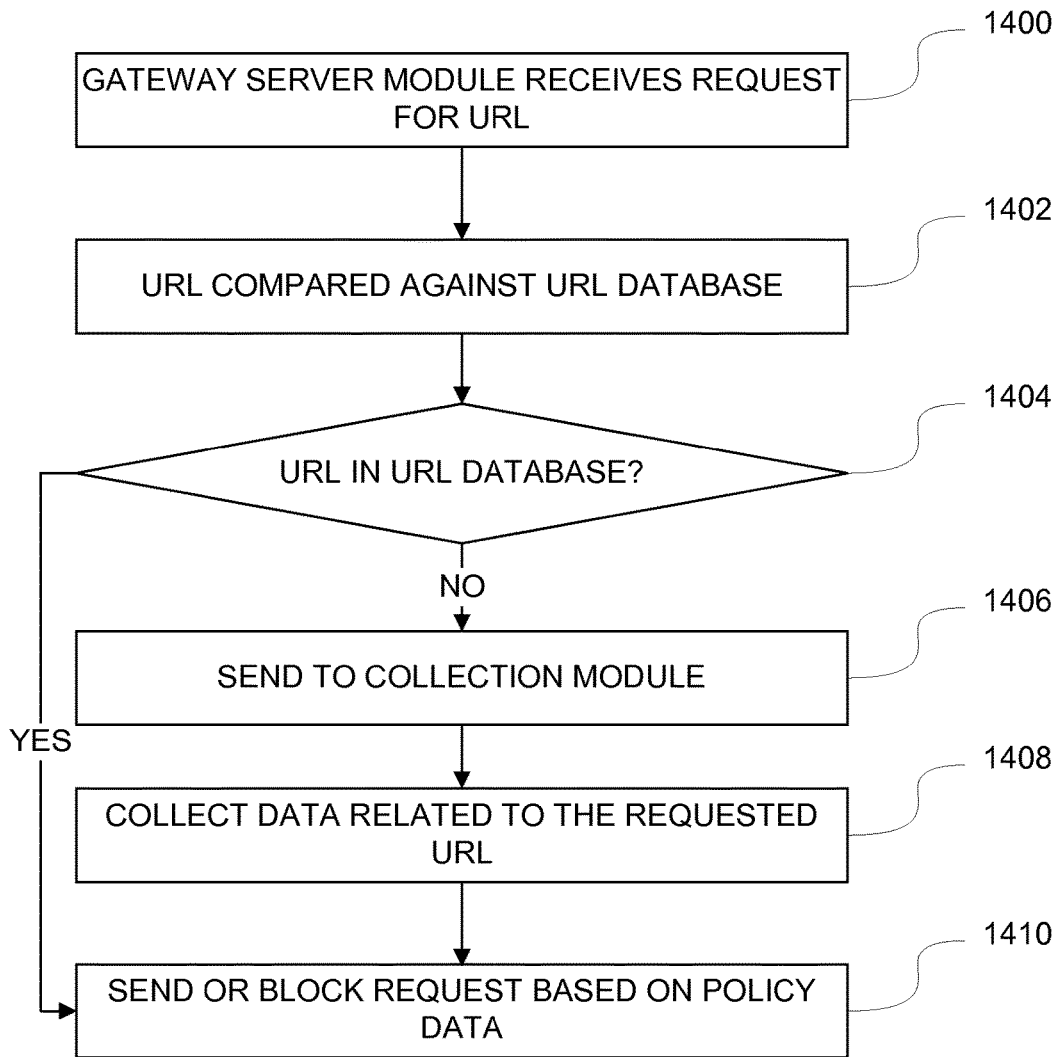 1400
GATEWAY SERVER MODULE RECEIVES REQUEST
FOR URL
1402
URL COMPARED AGAINST URL DATABASE
1404
URL IN URL DATABASE?
NO
1406
SEND TO COLLECTION MODULE
YES
1408
COLLECT DATA RELATED TO THE REQUESTED
URL
1410
SEND OR BLOCK REQUEST BASED ON POLICY
DATA